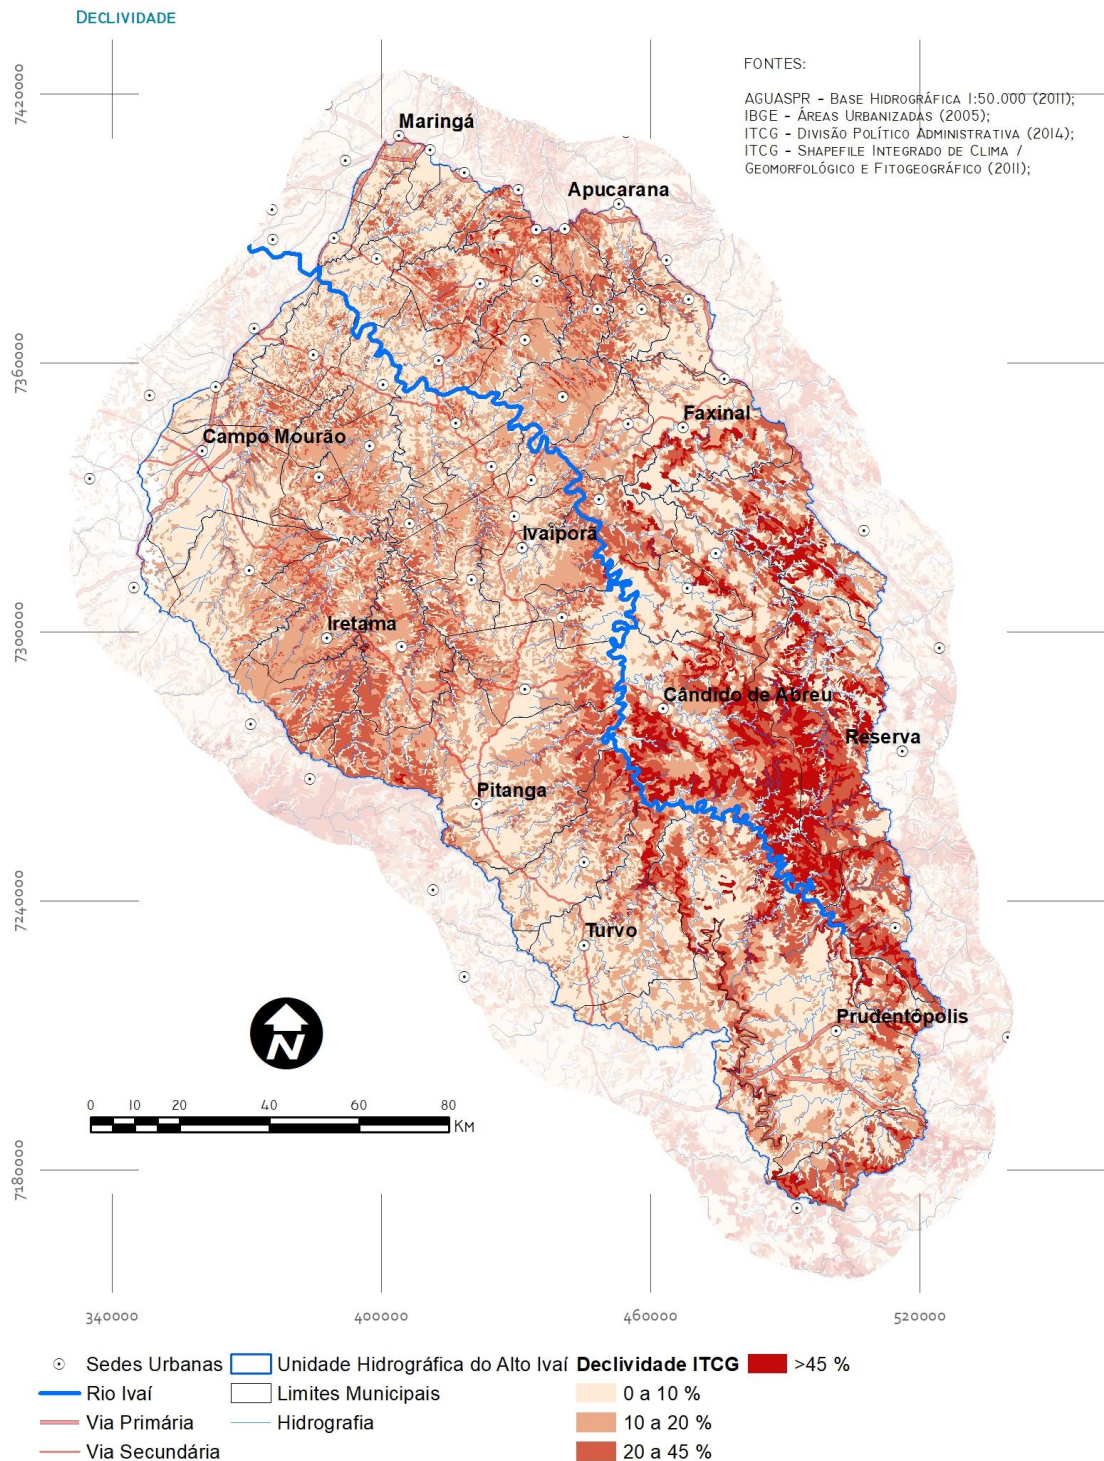 DECLIVIDADE
FONTES:
AGUASPR - BASE HIDROGRÁFICA 1:50.000 (2011);
IBGE - ÁREAS URBANIZADAS (2005);
ITCG - DIVISÃO POLÍTICO ADMINISTRATIVA (2014);
ITCG - SHAPEFILE INTEGRADO DE CLIMA /
GEOMORFOLÓGICO E FITOGEOGRÁFICO (2011);
7420000
Maringá
Apucarana
7360000
Faxinal
Campo Mourão
Ivaiporã
7300000
Iretama
Cândido de Abreu
Reserva
Pitanga
7240000
Turvo
Prudentópolis
N
0 10 20 40 60 80
KM
7180000
340000 400000 460000 520000
Sedes Urbanas Unidade Hidrográfica do Alto Ivaí Declividade ITCG >45 %
Rio Ivaí Limites Municipais 0 a 10 %
Via Primária Hidrografia 10 a 20 %
Via Secundária 20 a 45 %